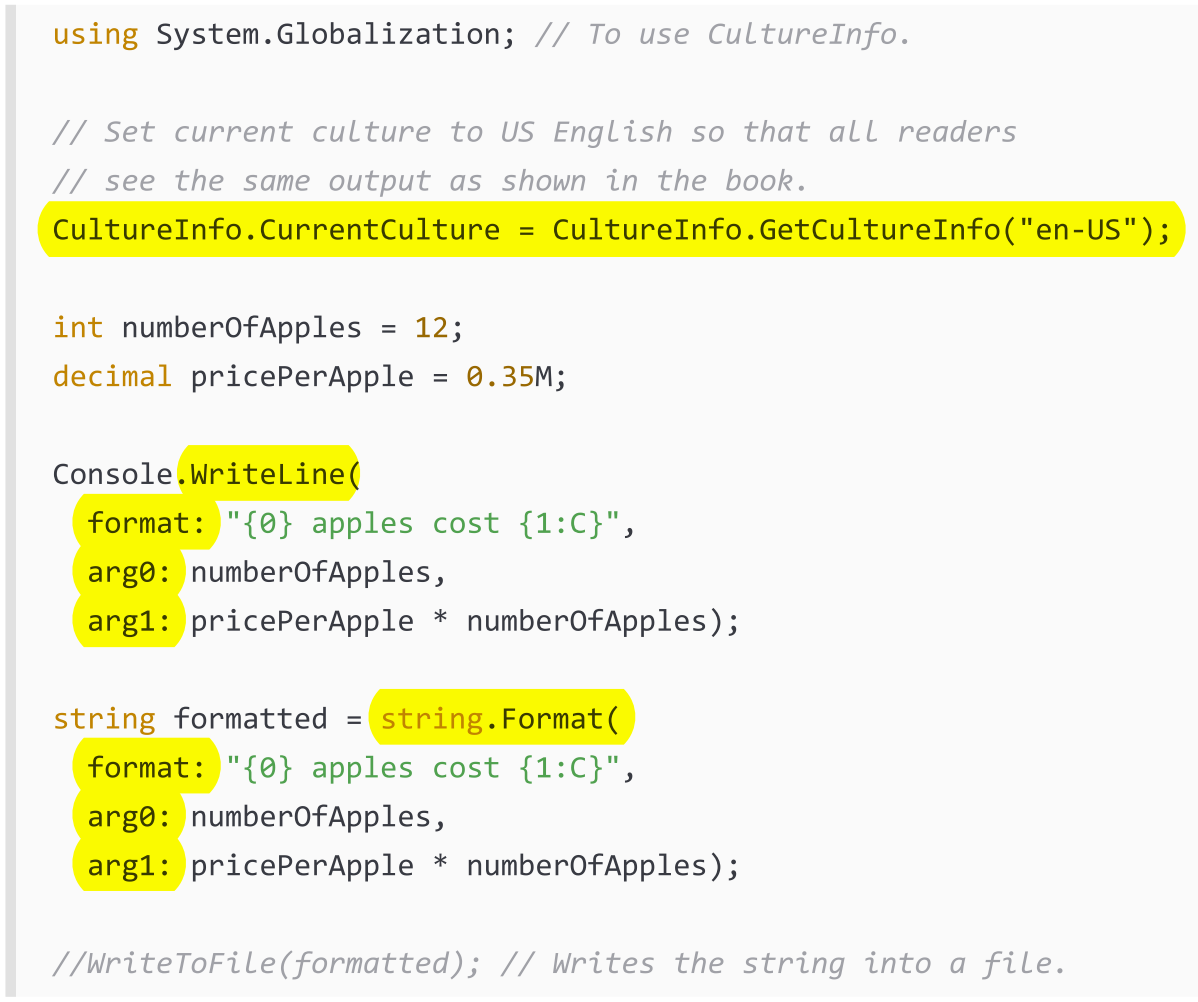 using System.Globalization; // To use CultureInfo.
// Set current culture to US English so that all readers
// see the same output as shown in the book.
CultureInfo.CurrentCulture = CultureInfo.GetCultureInfo("en-US");
int numberOfApples = 12;
decimal pricePerApple = 0.35M;
Console.WriteLine(
format: "{0} apples cost {1:C}",
arg0: numberOfApples,
arg1: pricePerApple * numberOfApples);
string formatted = string.Format(
format: "{0} apples cost {1:C}",
arg0: numberOfApples,
arg1: pricePerApple * numberOfApples);
//WriteToFile(formatted); // Writes the string into a file.